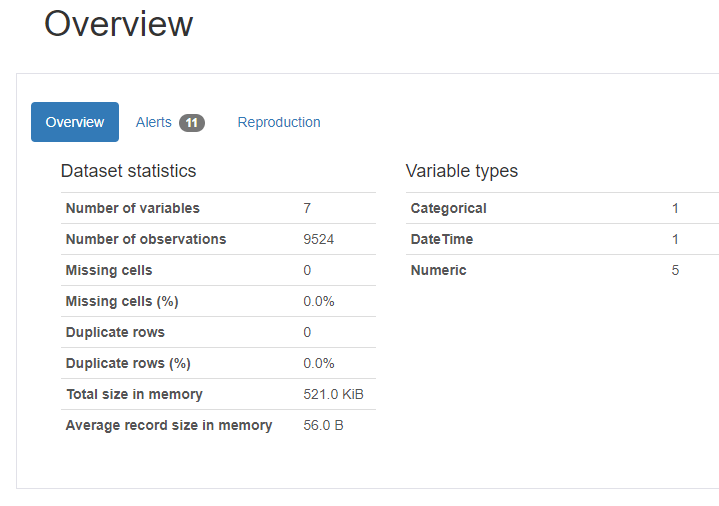 Overview
Overview Alerts 11 Reproduction
Dataset statistics
Number of variables 7
Number of observations 9524
Missing cells 0
Missing cells (%) 0.0%
Duplicate rows 0
Duplicate rows (%) 0.0%
Total size in memory 521.0 KiB
Average record size in memory 56.0 B
Variable types
Categorical 1
DateTime 1
Numeric 5